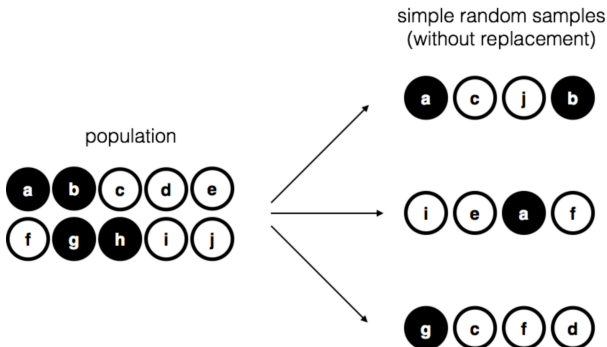 simple random samples
(without replacement)
a c j b
population
a b c d e
i e a f
f g h i j
g c f d